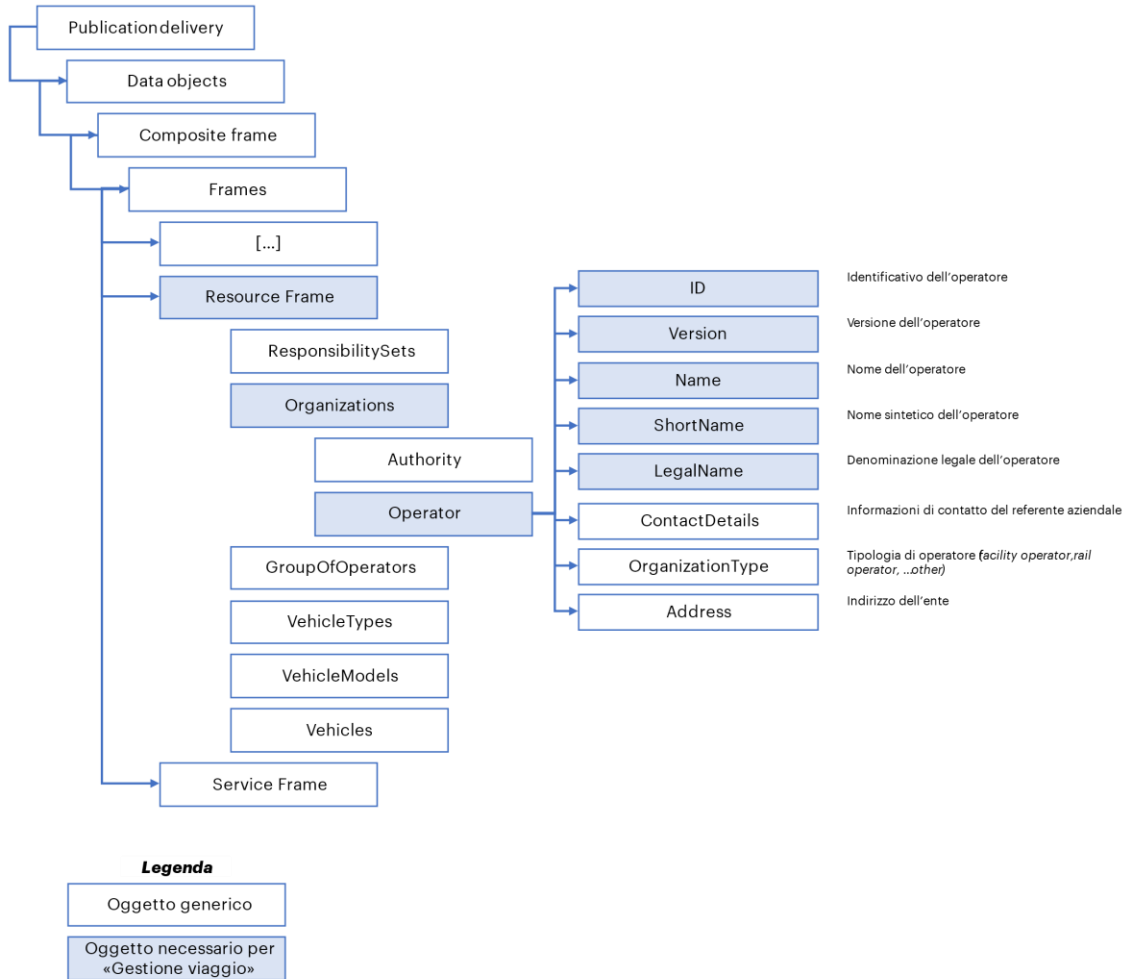 Publication delivery
Data objects
Composite frame
Frames
[...]
Resource Frame
ResponsibilitySets
Organizations
Authority
Operator
GroupOfOperators
VehicleTypes
VehicleModels
Vehicles
Service Frame
ID
Identificativo dell'operatore
Version
Versione dell'operatore
Name
Nome dell'operatore
ShortName
Nome sintetico dell'operatore
LegalName
Denominazione legale dell'operatore
ContactDetails
Informazioni di contatto del referente aziendale
OrganizationType
Tipologia di operatore (facility operator,rail
operator, ...other)
Address
Indirizzo dell'ente
Legenda
Oggetto generico
Oggetto necessario per
«Gestione viaggio»